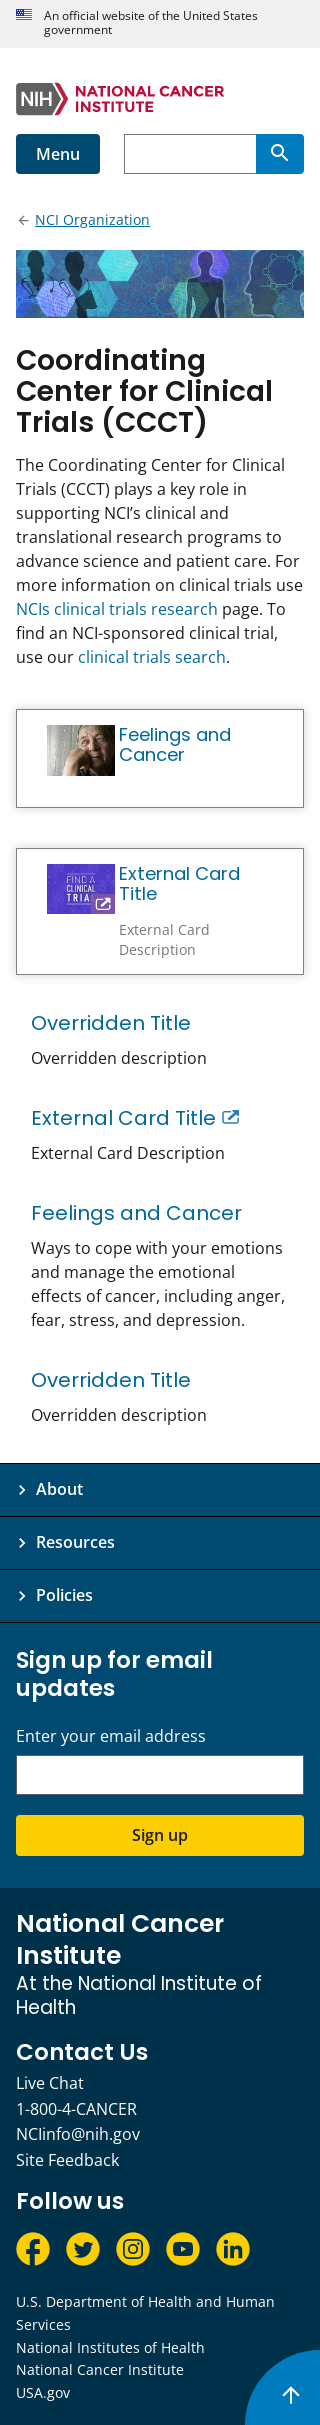 An official website of the United States
government
NIH
NATIONAL CANCER
INSTITUTE
Menu
NCI Organization
Coordinating
Center for Clinical
Trials (CCCT)
The Coordinating Center for Clinical
Trials (CCCT) plays a key role in
supporting NCI’s clinical and
translational research programs to
advance science and patient care. For
more information on clinical trials use
NCIs clinical trials research page. To
find an NCI-sponsored clinical trial,
use our clinical trials search.
Feelings and
Cancer
FIND A
CLINICAL
TRIA
External Card
Title
External Card
Description
Overridden Title
Overridden description
External Card Title
External Card Description
Feelings and Cancer
Ways to cope with your emotions
and manage the emotional
effects of cancer, including anger,
fear, stress, and depression.
Overridden Title
Overridden description
About
Resources
Policies
Sign up for email
updates
Enter your email address
Sign up
National Cancer
Institute
At the National Institute of
Health
Contact Us
Live Chat
1-800-4-CANCER
NCIinfo@nih.gov
Site Feedback
Follow us
U.S. Department of Health and Human
Services
National Institutes of Health
National Cancer Institute
USA.gov